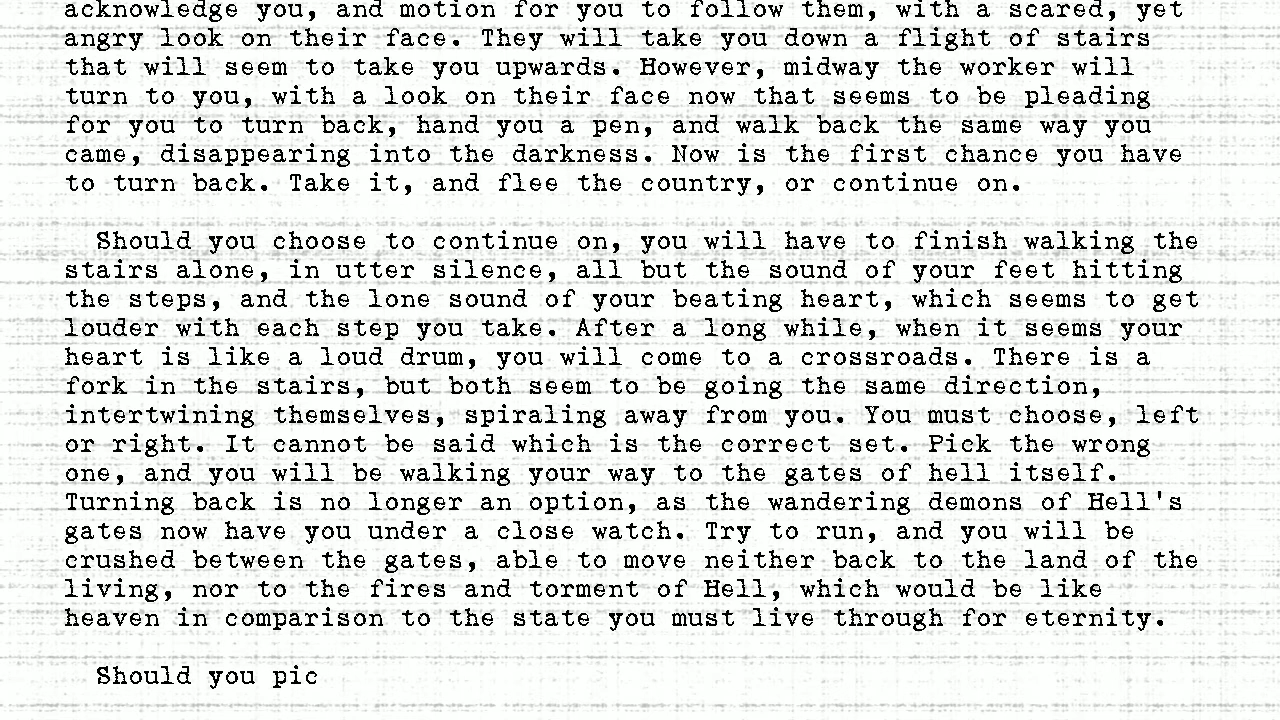 acknowledge you, and motion for you to follow them, with a scared, yet
angry look on their face. They will take you down a flight of stairs
that will seem to take you upwards. However, midway the worker will
turn to you, with a look on their face now that seems to be pleading
for you to turn back, hand you a pen, and walk back the same way you
came, disappearing into the darkness. Now is the first chance you have
to turn back. Take it, and flee the country, or continue on.
Should you choose to continue on, you will have to finish walking the
stairs alone, in utter silence, all but the sound of your feet hitting
the steps, and the lone sound of your beating heart, which seems to get
louder with each step you take. After a long while, when it seems your
heart is like a loud drum, you will come to a crossroads. There is a
fork in the stairs, but both seem to be going the same direction,
intertwining themselves, spiraling away from you. You must choose, left
or right. It cannot be said which is the correct set. Pick the wrong
one, and you will be walking your way to the gates of hell itself.
Turning back is no longer an option, as the wandering demons of Hell's
gates now have you under a close watch. Try to run, and you will be
crushed between the gates, able to move neither back to the land of the
living, nor to the fires and torment of Hell, which would be like
heaven in comparison to the state you must live through for eternity.
Should you pic